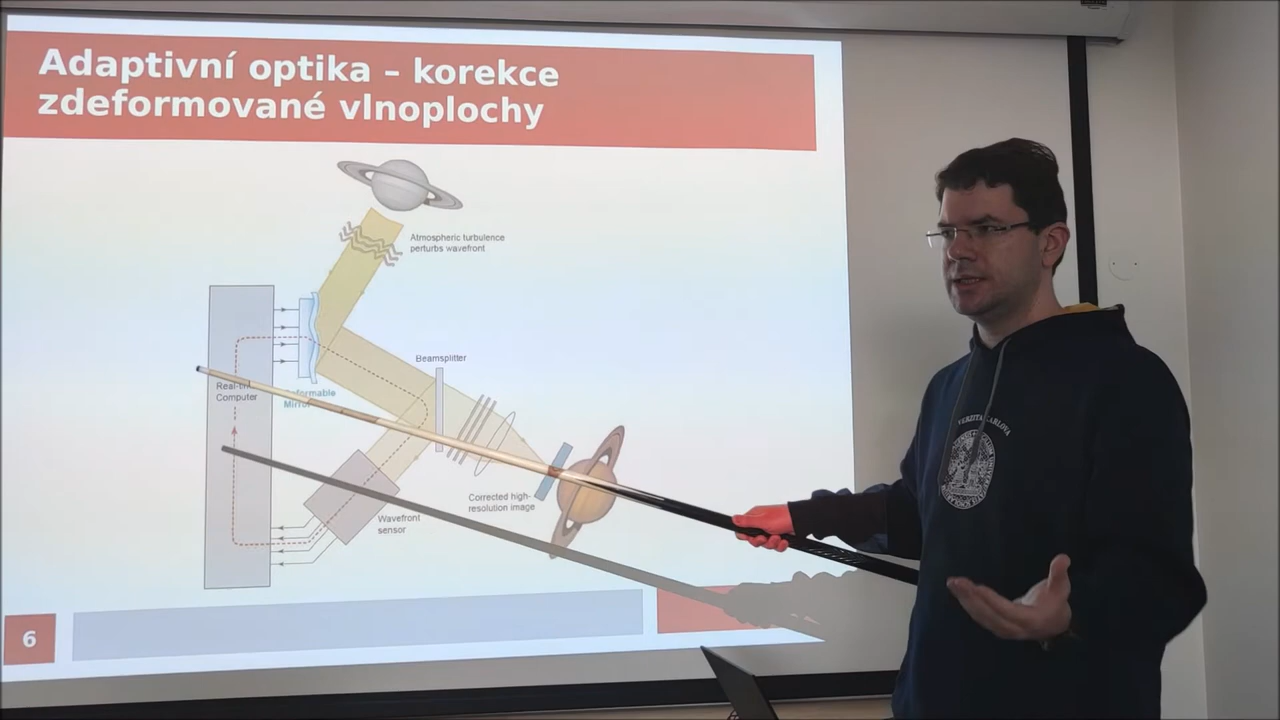 Adaptivní optika – korekce
zdeformované vlnoplochy
Atmospheric turbulence
perturbs wavefront
Beamsplitter
Computer
Mirror
Corrected high-
resolution image
Wavefront
sensor
6